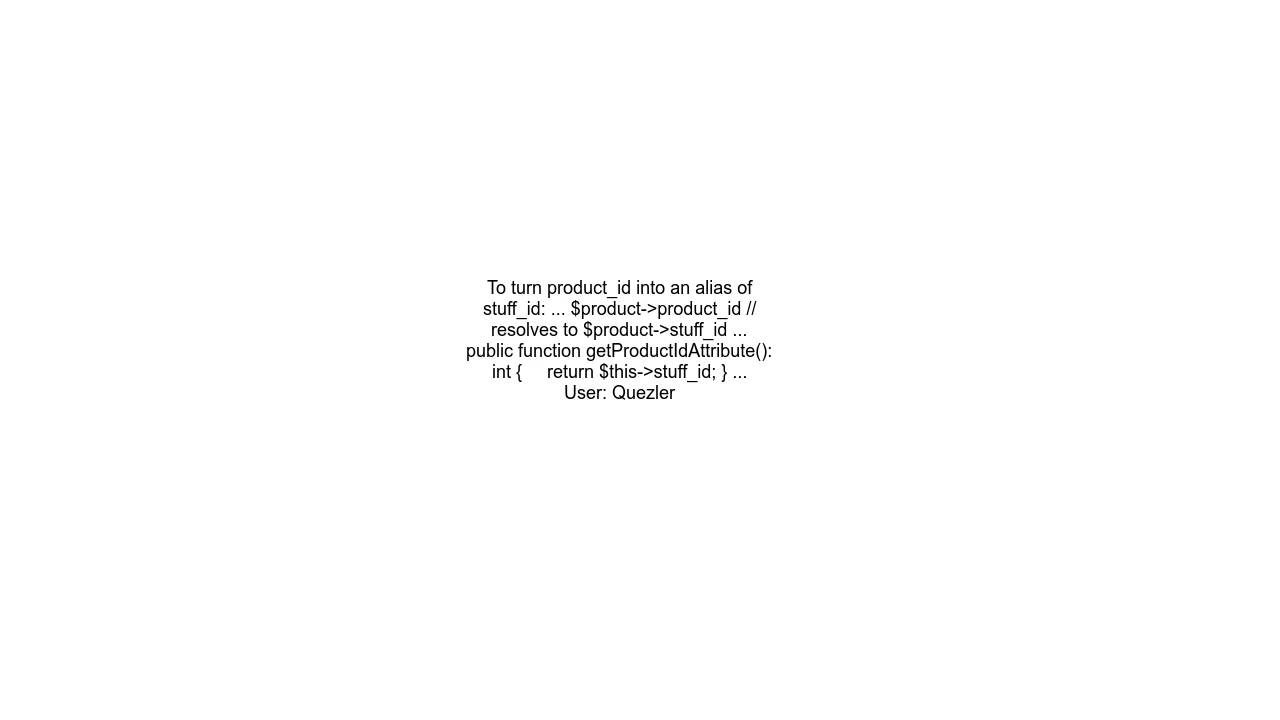 To turn product_id into an alias of
stuff_id: ... $product->product_id //
resolves to $product->stuff_id ...
public function getProductIdAttribute():
int {     return $this->stuff_id; } ...
User: Quezler